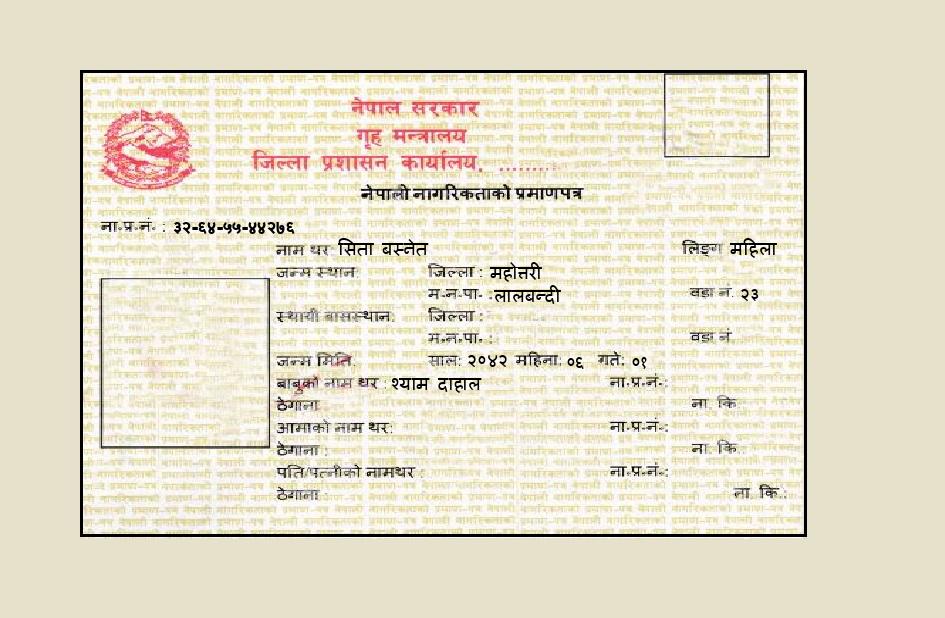 नेपाल सरकार
गृह मन्त्रालय
जिल्ला प्रशासन कार्यालय, .........
नेपाली नागरिकताको प्रमाणपत्र
ना.प्र.नं. : ३२-६४-५५-४४२७६
नाम थर सिता बस्नेत लिङ्ग महिला
जन्म स्थान: जिल्ला : महोत्तरी
म.न.पा. :लालबन्दी वडा नं. २३
स्थायी बासस्थान: जिल्ला :
म.न.पा. : वडा नं
जन्म मिति: साल: २०४२ महिना: ०६ गते: ०१
बाबुको नाम थर : श्याम दाहाल ना.प्र.नं.:
ठेगाना ना. कि.
आमाको नाम थर: ना.प्र.नं.:
ठेगाना : ना. कि.
पति/पत्नीको नामथर : ना.प्र.नं.:
ठेगाना : ना. कि.: